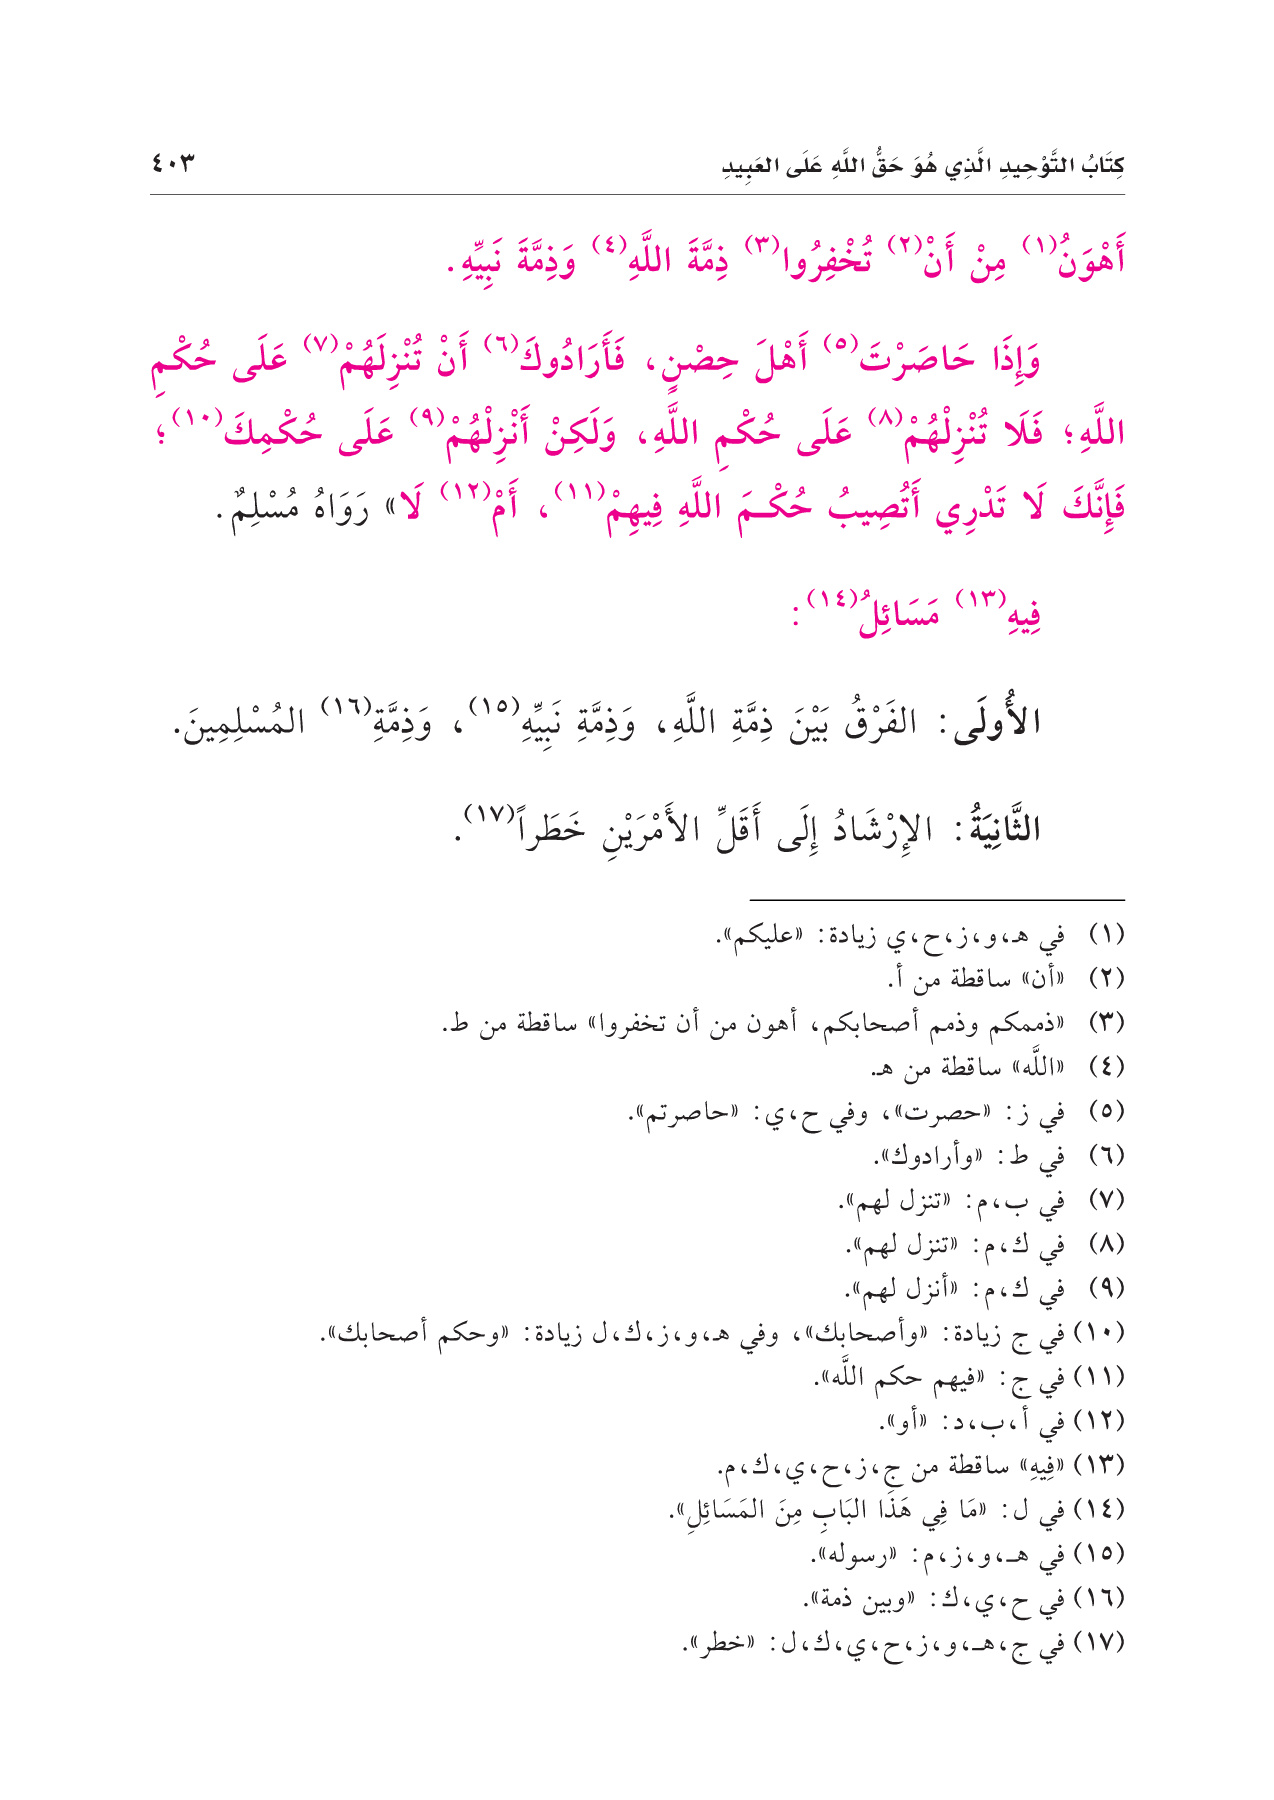 كِتَابُ التَّوْحِيدِ الَّذِي هُوَ حَقُّ اللَّهِ عَلَى العَبِيدِ ٤٠٣
أَهْوَنُ(١) مِنْ أَنْ(٢) تُخْفِرُوا(٣) ذِمَّةَ اللَّهِ(٤) وَذِمَّةَ نَبِيِّهِ.
وَإِذَا حَاصَرْتَ(٥) أَهْلَ حِصْنٍ، فَأَرَادُوكَ(٦) أَنْ تُنْزِلَهُمْ(٧) عَلَى حُكْمِ
اللَّهِ؛ فَلَا تُنْزِلْهُمْ(٨) عَلَى حُكْمِ اللَّهِ، وَلَكِنْ أَنْزِلْهُمْ(٩) عَلَى حُكْمِكَ(١٠)؛
فَإِنَّكَ لَا تَدْرِي أَتُصِيبُ حُكْمَ اللَّهِ فِيهِمْ(١١)، أَمْ(١٢) لَا» رَوَاهُ مُسْلِمٌ.
فِيهِ(١٣) مَسَائِلُ(١٤):
الأُولَى: الفَرْقُ بَيْنَ ذِمَّةِ اللَّهِ، وَذِمَّةِ نَبِيِّهِ(١٥)، وَذِمَّةِ(١٦) المُسْلِمِينَ.
الثَّانِيَةُ: الإِرْشَادُ إِلَى أَقَلِّ الأَمْرَيْنِ خَطَراً(١٧).
(١) في هـ،و،ز،ح،ي زيادة: «عليكم».
(٢) «أن» ساقطة من أ.
(٣) «ذممكم وذمم أصحابكم، أهون من أن تخفروا» ساقطة من ط.
(٤) «اللَّه» ساقطة من هـ.
(٥) في ز: «حصرت»، وفي ح،ي: «حاصرتم».
(٦) في ط: «وأرادوك».
(٧) في ب،م: «تنزل لهم».
(٨) في ك،م: «تنزل لهم».
(٩) في ك،م: «أنزل لهم».
(١٠) في ج زيادة: «وأصحابك»، وفي هـ،و،ز،ك،ل زيادة: «وحكم أصحابك».
(١١) في ج: «فيهم حكم اللَّه».
(١٢) في أ،ب،د: «أو».
(١٣) «فِيهِ» ساقطة من ج،ز،ح،ي،ك،م.
(١٤) في ل: «مَا فِي هَذَا البَابِ مِنَ المَسَائِلِ».
(١٥) في هـ،و،ز،م: «رسوله».
(١٦) في ح،ي،ك: «وبين ذمة».
(١٧) في ج،هـ،و،ز،ح،ي،ك،ل: «خطر».